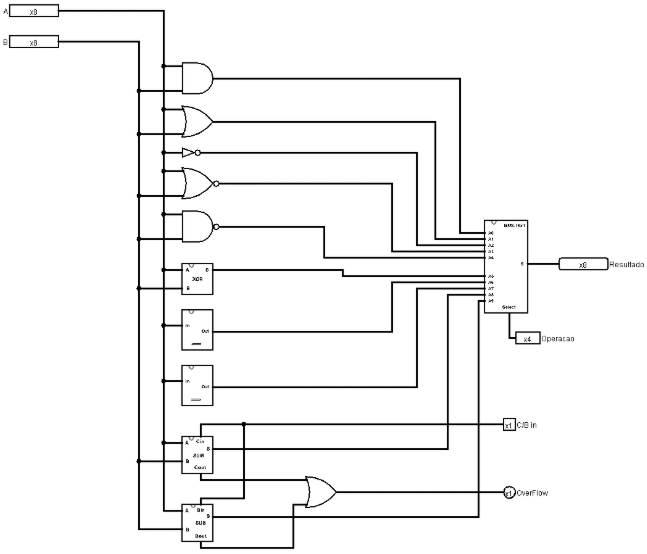 A x8
B x8
MUX 16x1
A0
A1
A2
A3
A4
S x8 Resultado
A S
XOR
B
A5
A6
A7
A8
A9
Select
In
Out
x4 Operacao
In
Out
Cin
x1 C/B in
A
S
SUM
B
Cout
Bin
x1 OverFlow
A
S
SUB
B
Bout